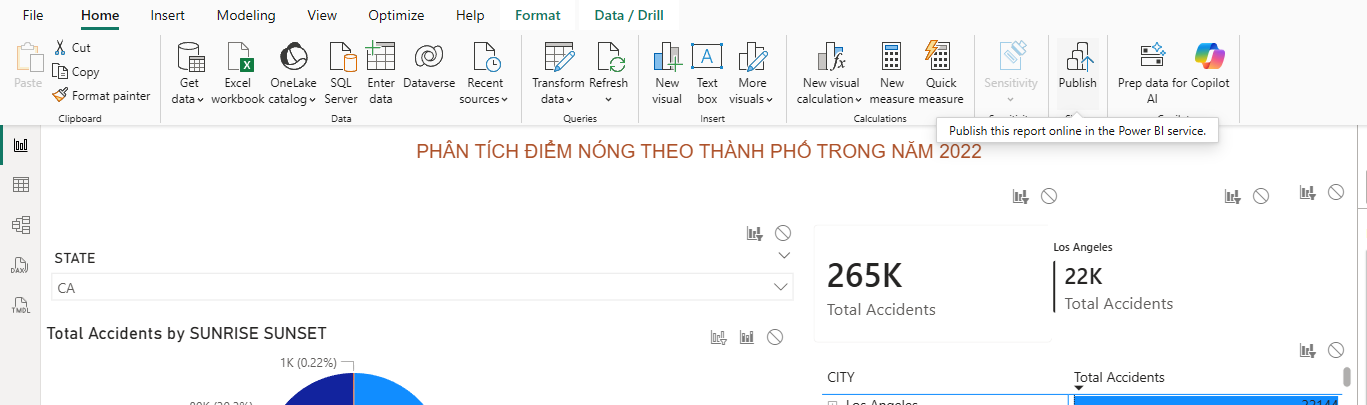 File Home Insert Modeling View Optimize Help Format Data / Drill
Paste
Cut
Copy
Format painter
Clipboard
Get data
Excel workbook
OneLake catalog
SQL Server
Enter data
Dataverse
Recent sources
Data
Transform data
Refresh
Queries
New visual
Text box
More visuals
Insert
New visual calculation
New measure
Quick measure
Calculations
Sensitivity
Publish
Prep data for AI
Copilot
Publish this report online in the Power BI service.
DAX
TMDL
PHÂN TÍCH ĐIỂM NÓNG THEO THÀNH PHỐ TRONG NĂM 2022
STATE
CA
265K
Total Accidents
Los Angeles
22K
Total Accidents
Total Accidents by SUNRISE SUNSET
1K (0.22%)
CITY Total Accidents
Los Angeles